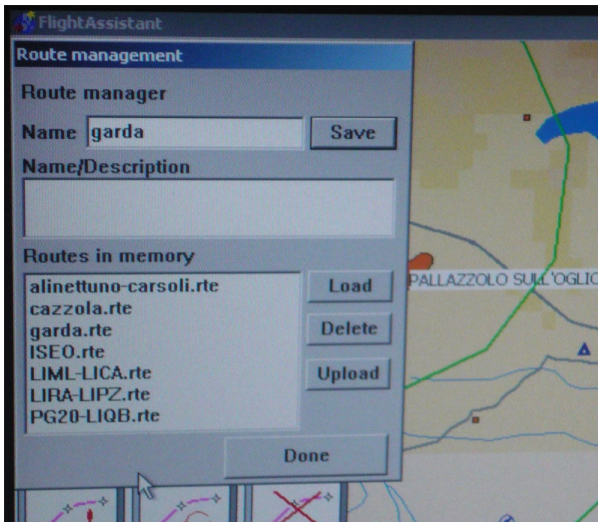 FlightAssistant
Route management
Route manager
Name garda Save
Name/Description
Routes in memory
alinettuno-carsoli.rte
cazzola.rte
garda.rte
ISEO.rte
LIML-LICA.rte
LIRA-LIPZ.rte
PG20-LIQB.rte
Load
Delete
Upload
Done
PALLAZZOLO SULL'OGLIO